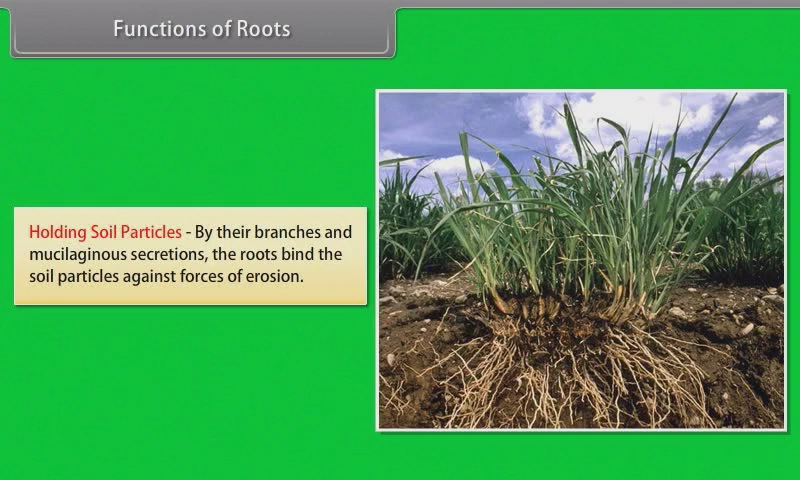 Functions of Roots
Holding Soil Particles - By their branches and
mucilaginous secretions, the roots bind the
soil particles against forces of erosion.